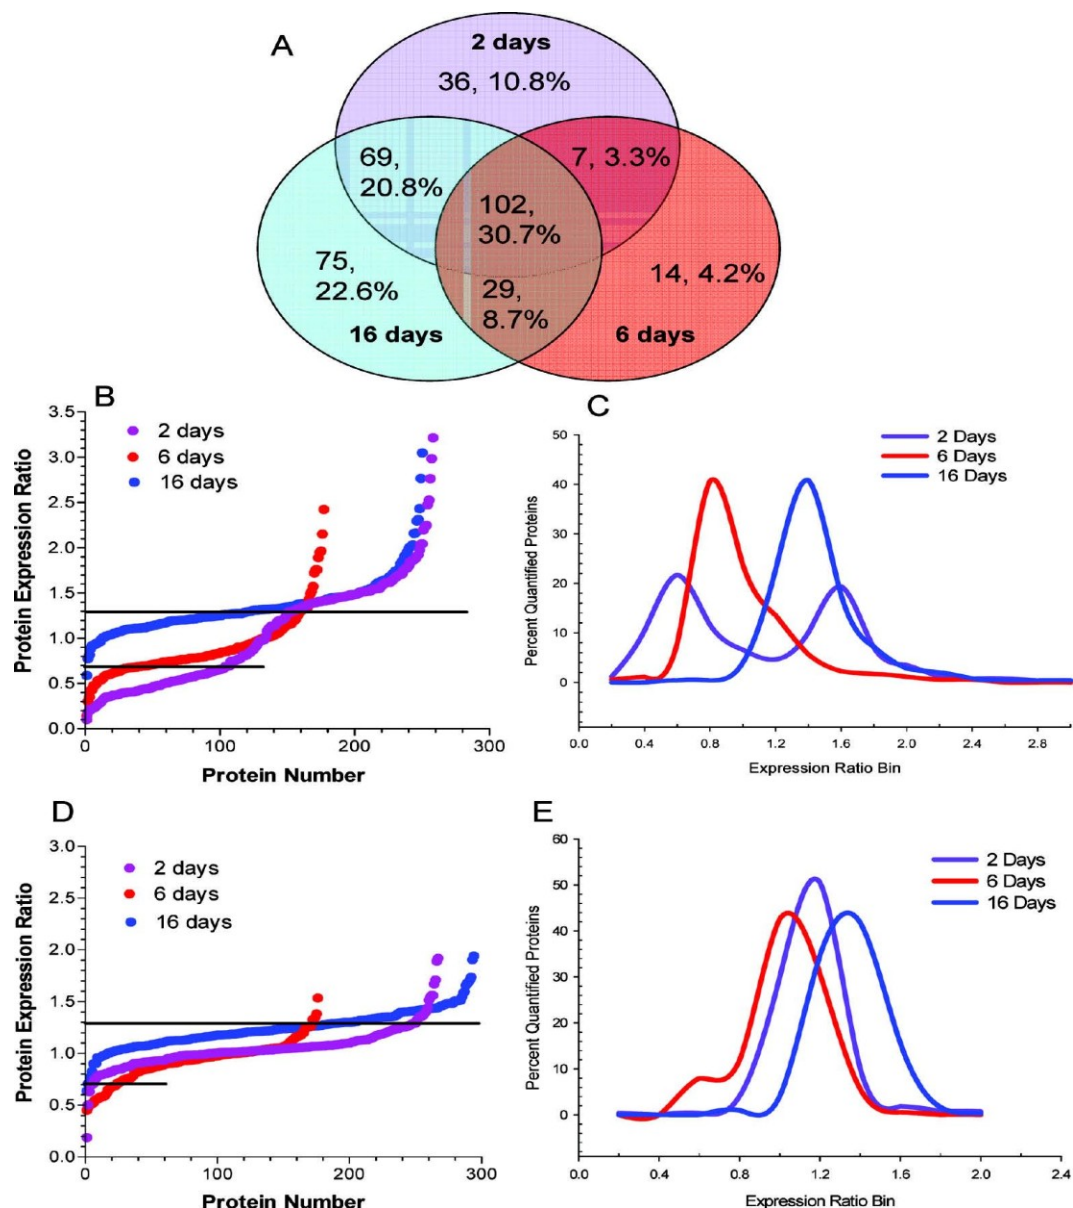 A
2 days
36, 10.8%
69,
20.8%
7, 3.3%
102,
30.7%
75,
22.6%
14, 4.2%
29,
8.7%
16 days
6 days
B
Protein Expression Ratio
3.5
3.0
2.5
2.0
1.5
1.0
0.5
0.0
2 days
6 days
16 days
0
100
200
300
Protein Number
C
Percent Quantified Proteins
50
40
30
20
10
0
2 Days
6 Days
16 Days
0.0
0.4
0.8
1.2
1.6
2.0
2.4
2.8
Expression Ratio Bin
D
Protein Expression Ratio
3.0
2.5
2.0
1.5
1.0
0.5
0.0
2 days
6 days
16 days
0
100
200
300
Protein Number
E
Percent Quantified Proteins
60
50
40
30
20
10
0
2 Days
6 Days
16 Days
0.0
0.4
0.8
1.2
1.6
2.0
2.4
Expression Ratio Bin